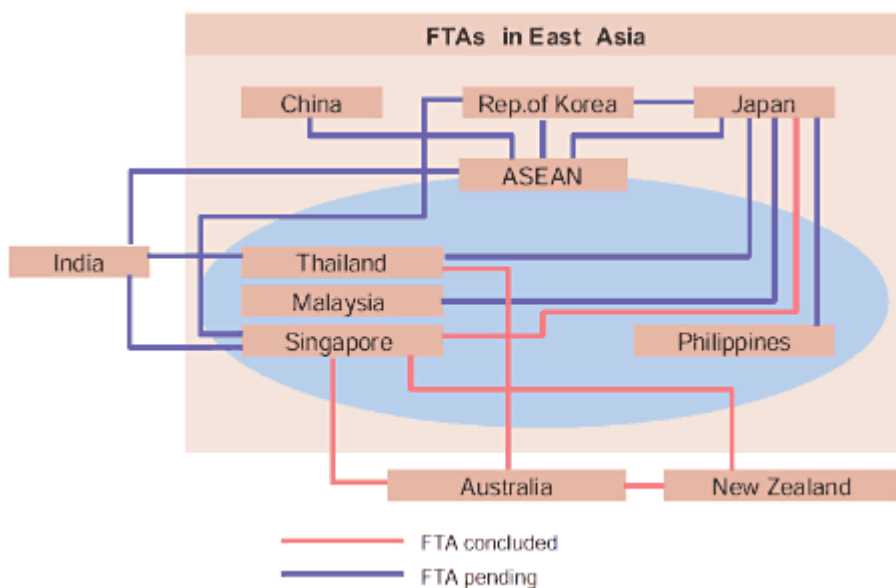 FTAs in East Asia
China
Rep.of Korea
Japan
ASEAN
India
Thailand
Malaysia
Singapore
Philippines
Australia
New Zealand
FTA concluded
FTA pending